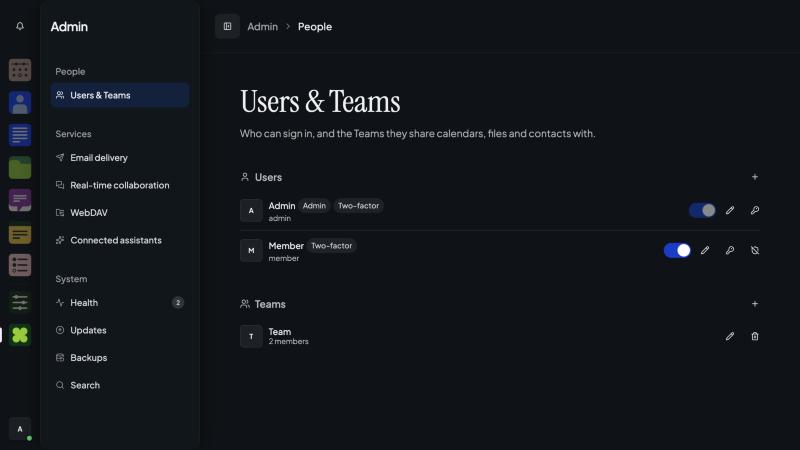 Admin
Admin > People
People
Users & Teams
Services
Email delivery
Real-time collaboration
WebDAV
Connected assistants
System
Health 2
Updates
Backups
Search
A
Users & Teams
Who can sign in, and the Teams they share calendars, files and contacts with.
Users
A
Admin Admin Two-factor
admin
M
Member Two-factor
member
Teams
T
Team
2 members